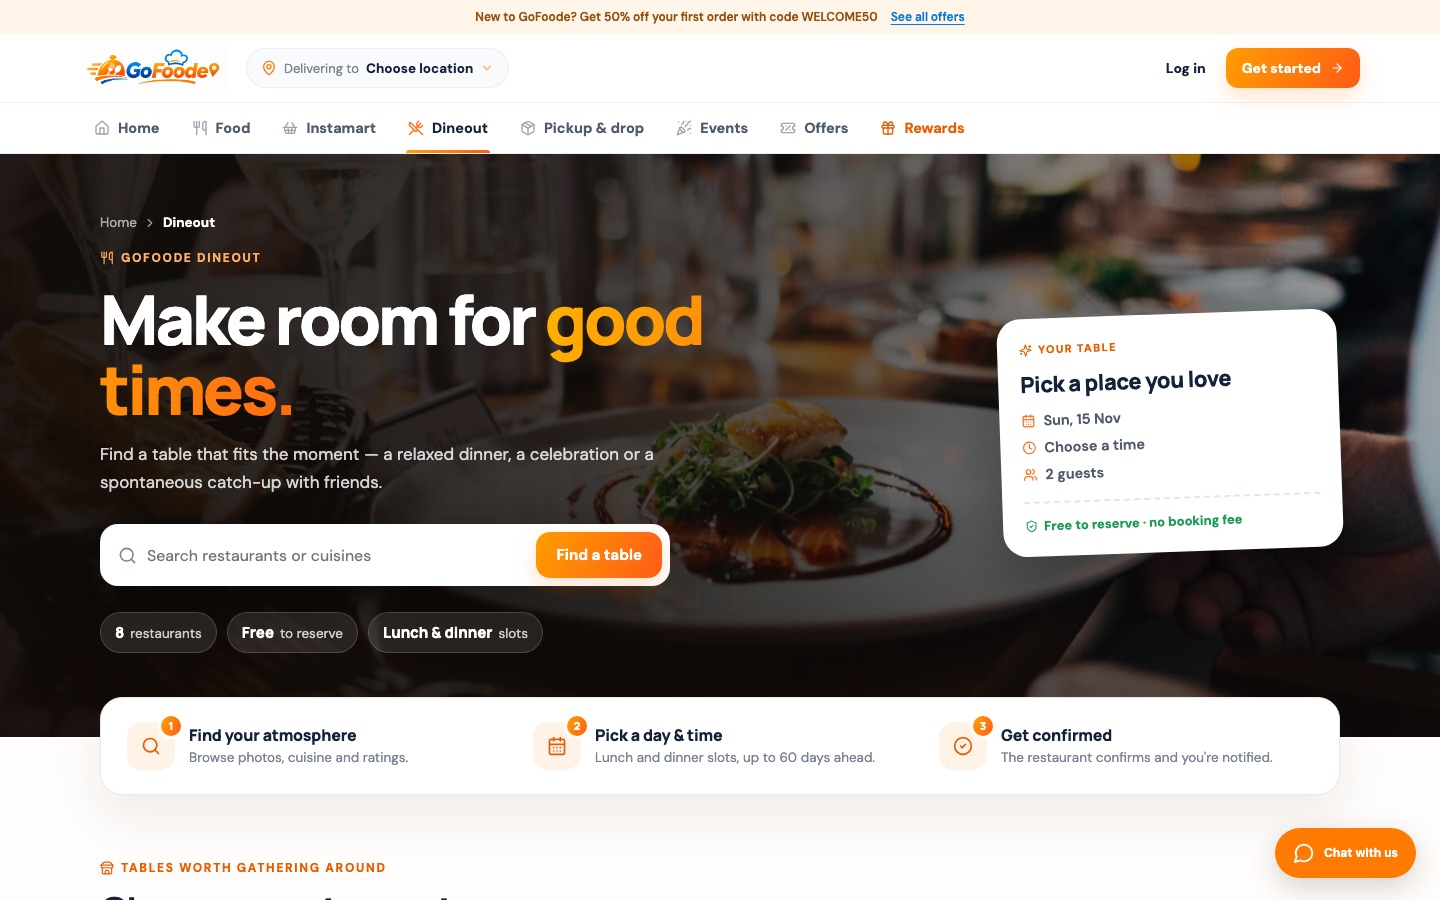 New to GoFoode? Get 50% off your first order with code WELCOME50 See all offers
GoFoode
Delivering to Choose location
Log in
Get started
Home
Food
Instamart
Dineout
Pickup & drop
Events
Offers
Rewards
Home > Dineout
GOFOODE DINEOUT
Make room for good
times.
Find a table that fits the moment — a relaxed dinner, a celebration or a
spontaneous catch-up with friends.
Search restaurants or cuisines
Find a table
8 restaurants
Free to reserve
Lunch & dinner slots
YOUR TABLE
Pick a place you love
Sun, 15 Nov
Choose a time
2 guests
Free to reserve · no booking fee
1
Find your atmosphere
Browse photos, cuisine and ratings.
2
Pick a day & time
Lunch and dinner slots, up to 60 days ahead.
3
Get confirmed
The restaurant confirms and you're notified.
TABLES WORTH GATHERING AROUND
Chat with us